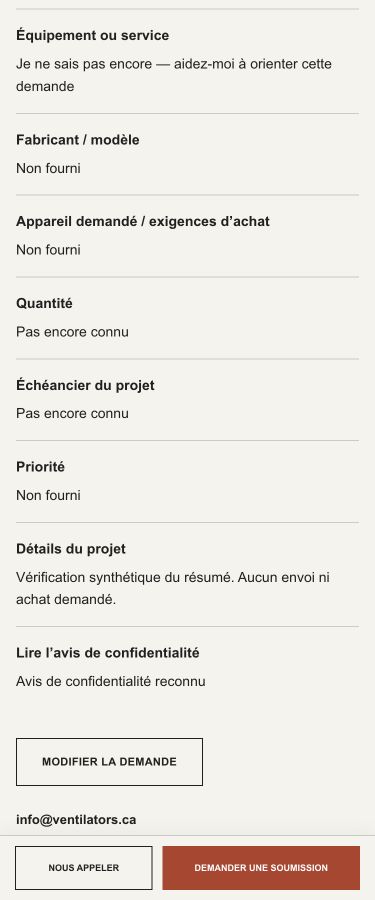 Équipement ou service
Je ne sais pas encore — aidez-moi à orienter cette
demande
Fabricant / modèle
Non fourni
Appareil demandé / exigences d’achat
Non fourni
Quantité
Pas encore connu
Échéancier du projet
Pas encore connu
Priorité
Non fourni
Détails du projet
Vérification synthétique du résumé. Aucun envoi ni
achat demandé.
Lire l’avis de confidentialité
Avis de confidentialité reconnu
MODIFIER LA DEMANDE
info@ventilators.ca
NOUS APPELER
DEMANDER UNE SOUMISSION